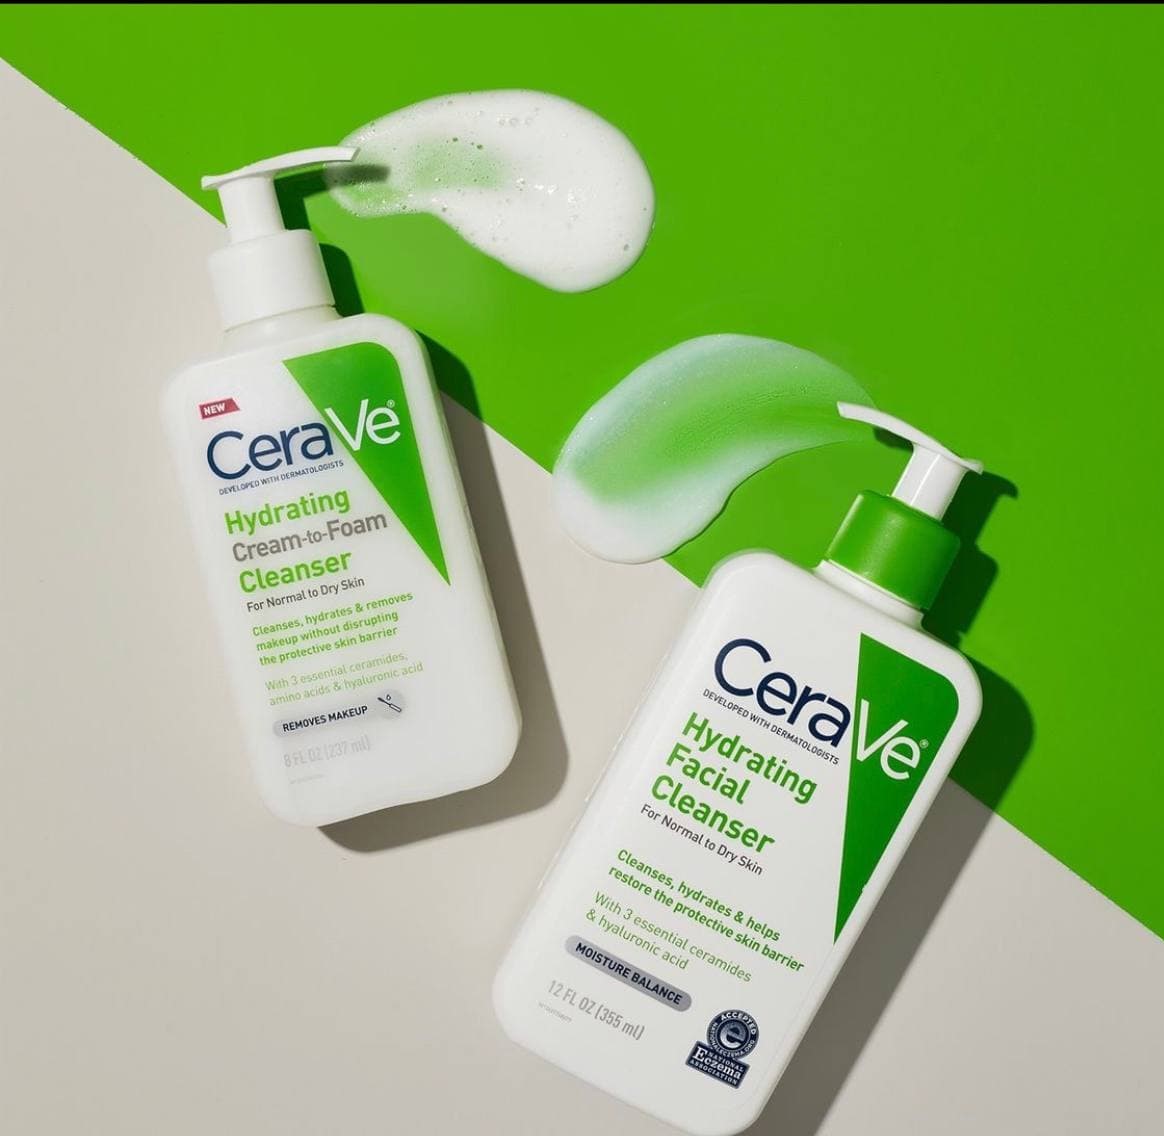 NEW
CeraVe®
DEVELOPED WITH DERMATOLOGISTS
Hydrating
Cream-to-Foam
Cleanser
For Normal to Dry Skin
Cleanses, hydrates & removes
makeup without disrupting
the protective skin barrier
With 3 essential ceramides,
amino acids & hyaluronic acid
REMOVES MAKEUP
8 FL OZ (237 ml)
CeraVe®
DEVELOPED WITH DERMATOLOGISTS
Hydrating
Facial
Cleanser
For Normal to Dry Skin
Cleanses, hydrates & helps
restore the protective skin barrier
With 3 essential ceramides
& hyaluronic acid
MOISTURE BALANCE
12 FL OZ (355 ml)
ACCEPTED
e
NATIONAL
Eczema
ASSOCIATION